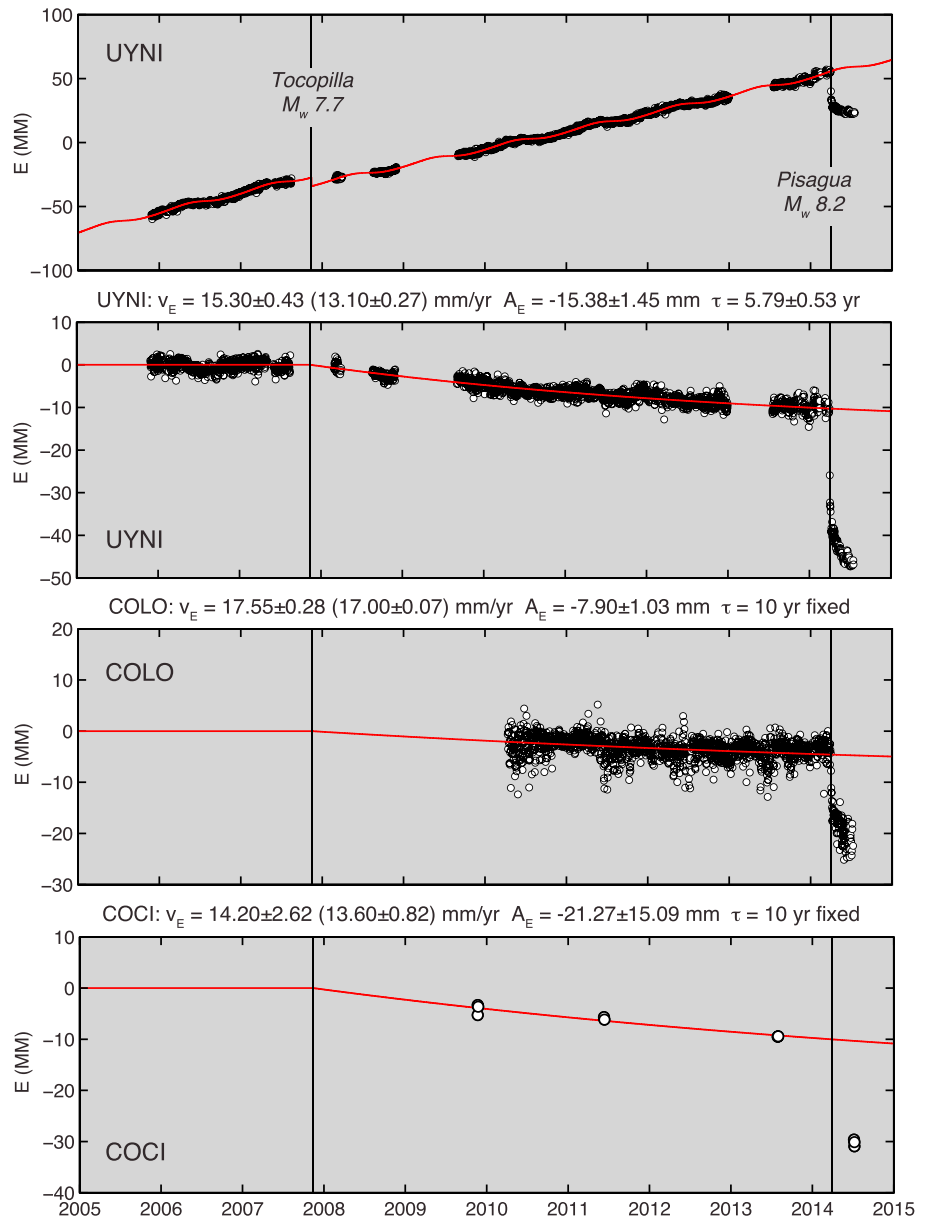 100
50
0
−50
−100
E (MM)
UYNI
Tocopilla
Mw 7.7
Pisagua
Mw 8.2
UYNI: vE = 15.30±0.43 (13.10±0.27) mm/yr AE = -15.38±1.45 mm τ = 5.79±0.53 yr
10
0
−10
−20
−30
−40
−50
E (MM)
UYNI
COLO: vE = 17.55±0.28 (17.00±0.07) mm/yr AE = -7.90±1.03 mm τ = 10 yr fixed
20
10
0
−10
−20
−30
E (MM)
COLO
COCI: vE = 14.20±2.62 (13.60±0.82) mm/yr AE = -21.27±15.09 mm τ = 10 yr fixed
10
0
−10
−20
−30
−40
E (MM)
COCI
2005 2006 2007 2008 2009 2010 2011 2012 2013 2014 2015